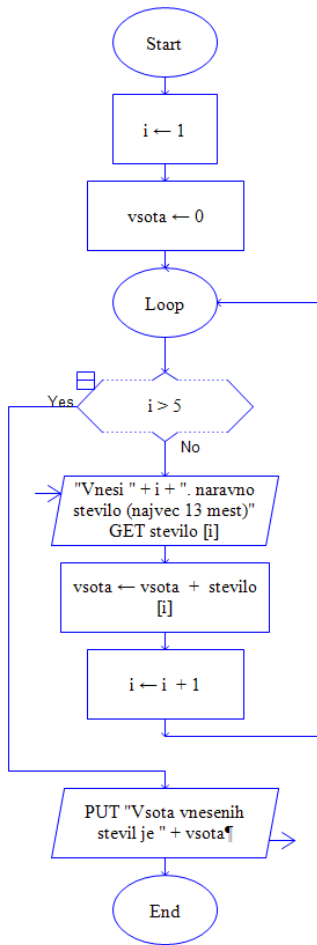 Start
i ← 1
vsota ← 0
Loop
Yes
i > 5
No
"Vnesi " + i + ". naravno
stevilo (najvec 13 mest)"
GET stevilo [i]
vsota ← vsota + stevilo
[i]
i ← i + 1
PUT "Vsota vnesenih
stevil je " + vsota¶
End